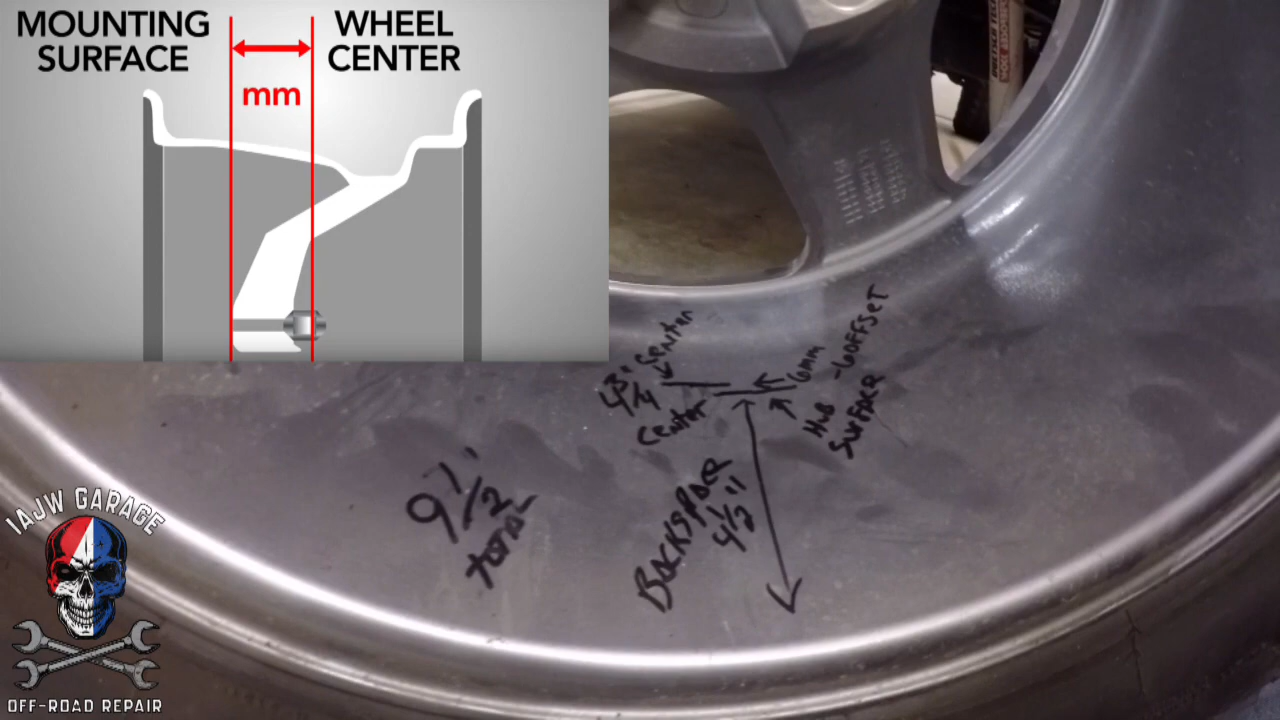 MOUNTING
SURFACE
WHEEL
CENTER
mm
4 3/4" Center
Center
6mm
-6 OFFSET
Hub
SURFACE
9 1/2"
total
BACKSPACE
4 1/2"
IAJW GARAGE
OFF-ROAD REPAIR